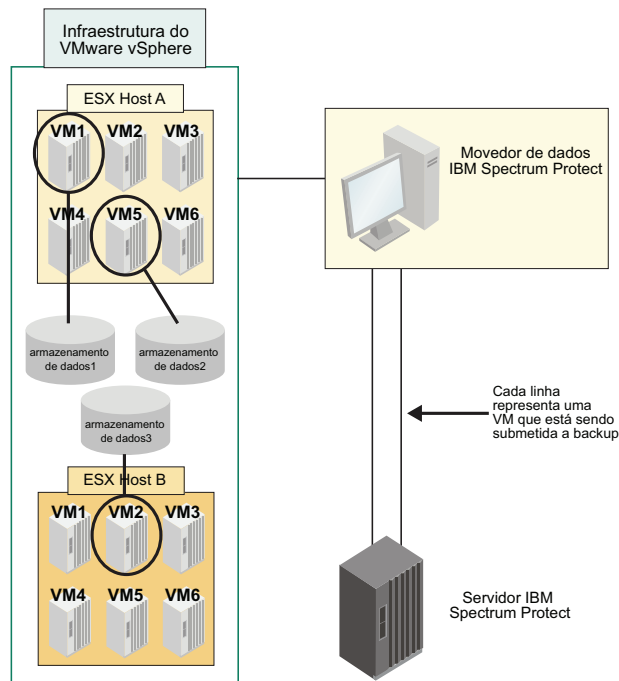 Infraestrutura do
VMware vSphere
ESX Host A
VM1 VM2 VM3
VM4 VM5 VM6
armazenamento
de dados1
armazenamento
de dados2
armazenamento
de dados3
ESX Host B
VM1 VM2 VM3
VM4 VM5 VM6
Movedor de dados
IBM Spectrum Protect
Cada linha
representa uma
VM que está sendo
submetida a backup
Servidor IBM
Spectrum Protect